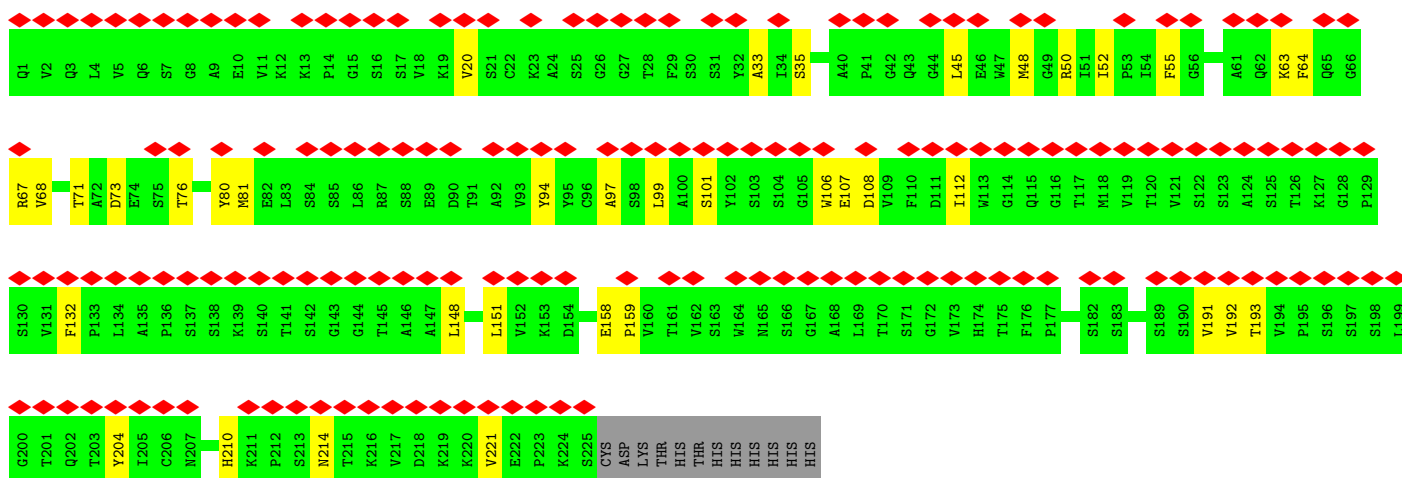 Q1 V2 Q3 L4 V5 Q6 S7 G8 A9 E10 V11 K12 K13 P14 G15 S16 S17 V18 K19 V20 S21 C22 K23 A24 S25 G26 G27 T28 F29 S30 S31 Y32 A33 I34 S35 A40 P41 G42 Q43 G44 L45 E46 W47 M48 G49 R50 I51 I52 P53 I54 F55 G56 A61 Q62 K63 F64 Q65 G66
R67 V68 T71 A72 D73 E74 S75 T76 Y80 M81 E82 L83 S84 S85 L86 R87 S88 E89 D90 T91 A92 V93 Y94 Y95 C96 A97 S98 L99 A100 S101 Y102 S103 S104 G105 W106 E107 D108 V109 F110 D111 I112 W113 G114 Q115 G116 T117 M118 V119 T120 V121 S122 S123 A124 S125 T126 K127 G128 P129
S130 V131 F132 P133 L134 A135 P136 S137 S138 K139 S140 T141 S142 G143 G144 T145 A146 A147 L148 L151 V152 K153 D154 E158 P159 V160 T161 V162 S163 W164 N165 S166 G167 A168 L169 T170 S171 G172 V173 H174 T175 F176 P177 S182 S183 S189 S190 V191 V192 T193 V194 P195 S196 S197 S198 L199
G200 T201 Q202 T203 Y204 I205 C206 N207 H210 K211 P212 S213 N214 T215 K216 V217 D218 K219 K220 V221 E222 P223 K224 S225 CYS ASP LYS THR HIS THR HIS HIS HIS HIS HIS HIS